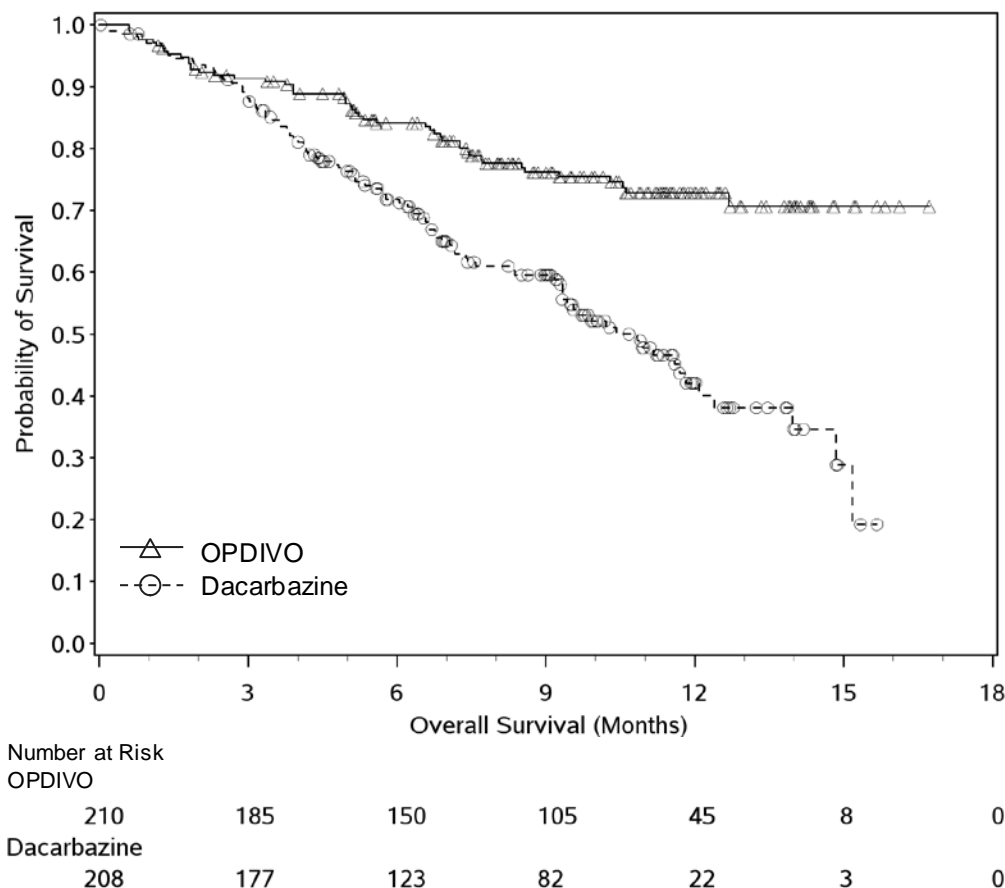 1.0
0.9
0.8
0.7
0.6
0.5
0.4
0.3
0.2
0.1
0.0
Probability of Survival
OPDIVO
Dacarbazine
0 3 6 9 12 15 18
Overall Survival (Months)
Number at Risk
OPDIVO
210 185 150 105 45 8 0
Dacarbazine
208 177 123 82 22 3 0